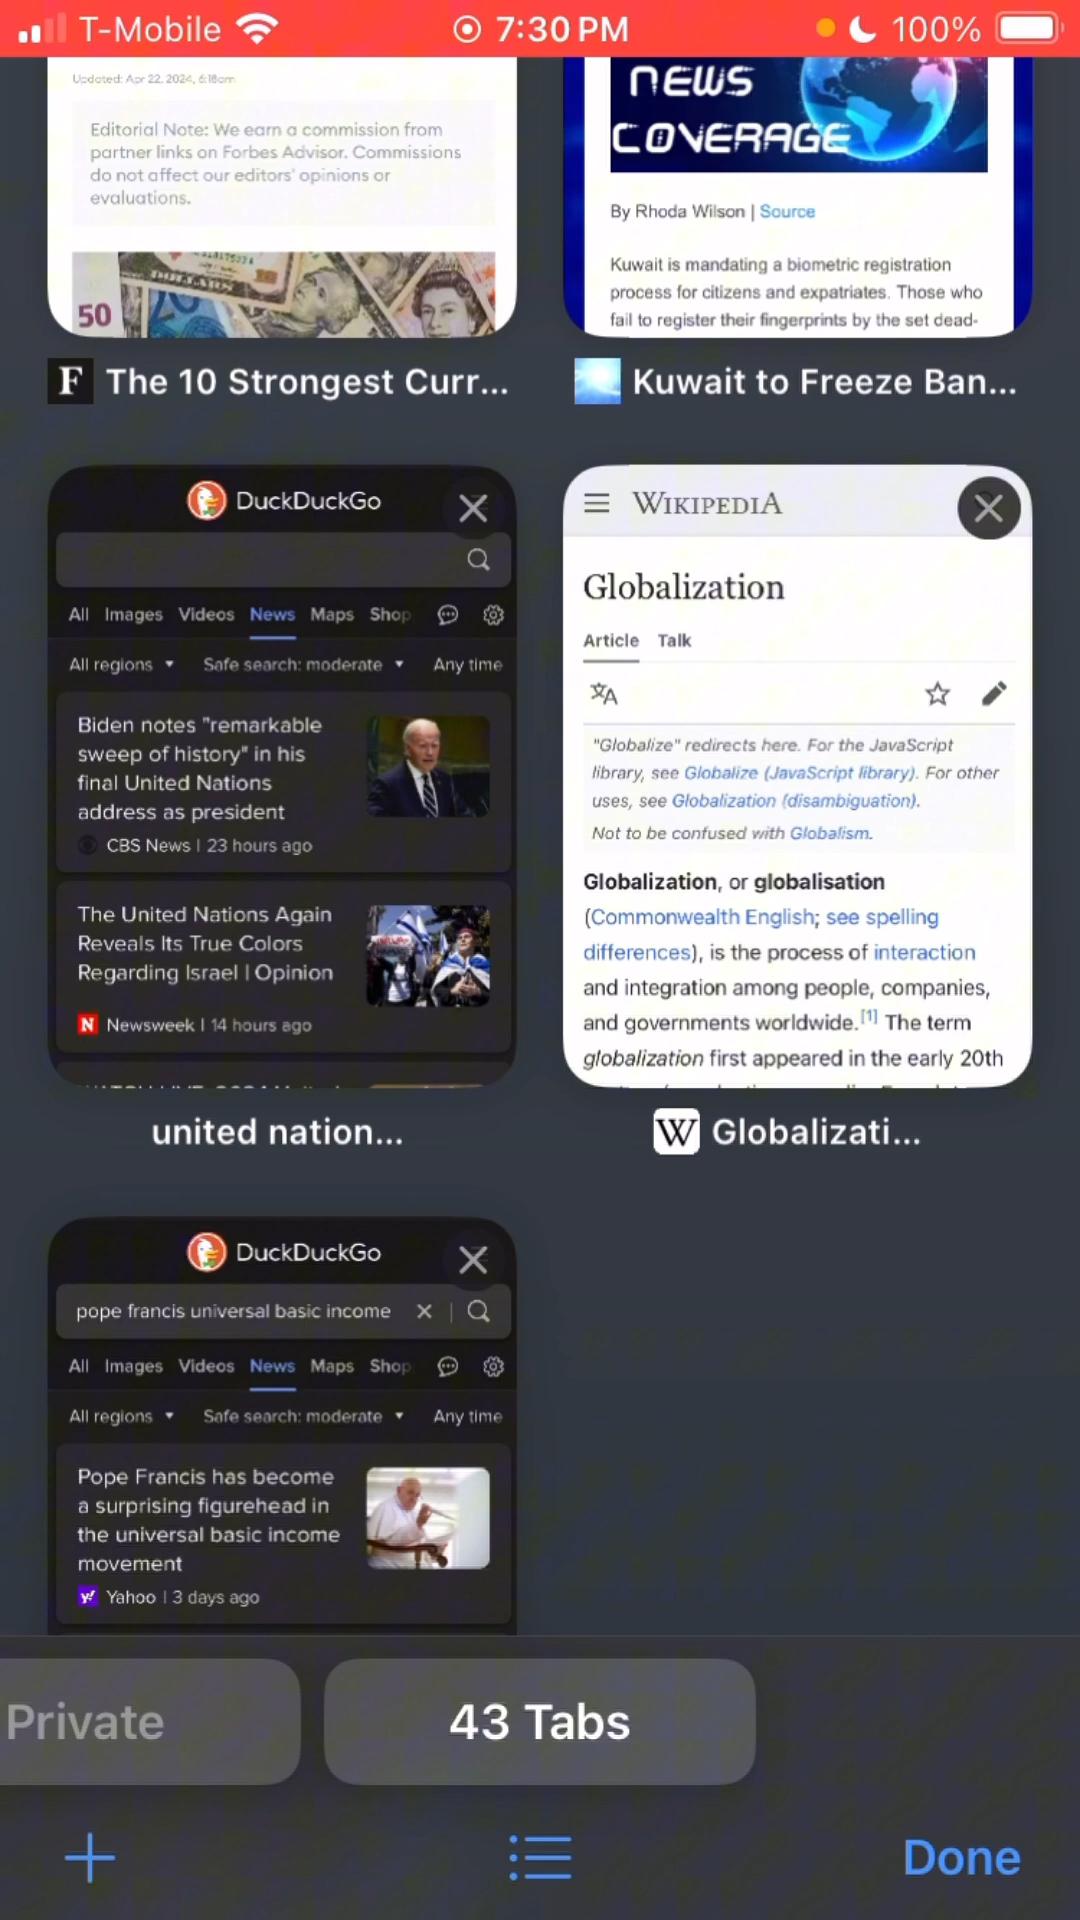 T-Mobile 7:30 PM 100%
Updated: Apr 22, 2024, 6:18am
Editorial Note: We earn a commission from
partner links on Forbes Advisor. Commissions
do not affect our editors' opinions or
evaluations.
50
F The 10 Strongest Curr...
NEWS
COVERAGE
By Rhoda Wilson | Source
Kuwait is mandating a biometric registration
process for citizens and expatriates. Those who
fail to register their fingerprints by the set dead-
Kuwait to Freeze Ban...
DuckDuckGo
All Images Videos News Maps Shop
All regions Safe search: moderate Any time
Biden notes "remarkable
sweep of history" in his
final United Nations
address as president
CBS News | 23 hours ago
The United Nations Again
Reveals Its True Colors
Regarding Israel | Opinion
N Newsweek | 14 hours ago
united nation...
WIKIPEDIA
Globalization
Article Talk
"Globalize" redirects here. For the JavaScript
library, see Globalize (JavaScript library). For other
uses, see Globalization (disambiguation).
Not to be confused with Globalism.
Globalization, or globalisation
(Commonwealth English; see spelling
differences), is the process of interaction
and integration among people, companies,
and governments worldwide.[1] The term
globalization first appeared in the early 20th
W Globalizati...
DuckDuckGo
pope francis universal basic income
All Images Videos News Maps Shop
All regions Safe search: moderate Any time
Pope Francis has become
a surprising figurehead in
the universal basic income
movement
Yahoo | 3 days ago
Private
43 Tabs
Done